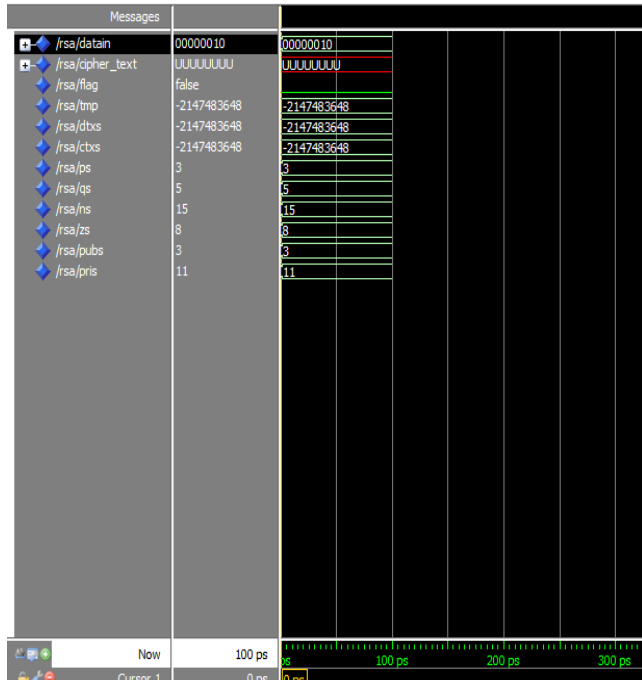 Messages
/rsa/datain 00000010 00000010
/rsa/cipher_text UUUUUUUU UUUUUUUU
/rsa/flag false
/rsa/tmp -2147483648 -2147483648
/rsa/dtxs -2147483648 -2147483648
/rsa/ctxs -2147483648 -2147483648
/rsa/ps 3 3
/rsa/qs 5 5
/rsa/ns 15 15
/rsa/zs 8 8
/rsa/pubs 3 3
/rsa/pris 11 11
Now 100 ps ps 100 ps 200 ps 300 ps
Cursor 1 0 ps 0 ps